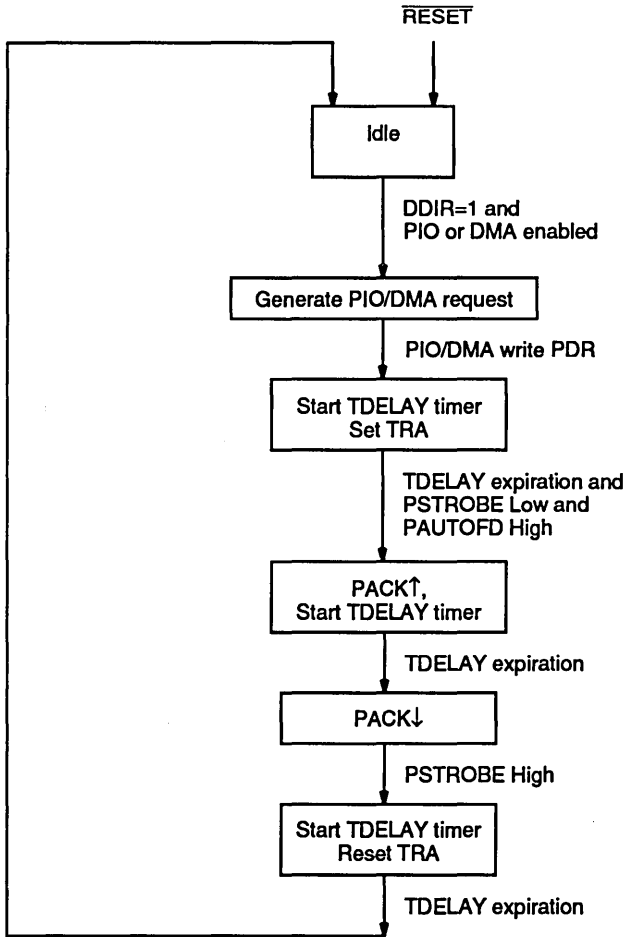 RESET
Idle
DDIR=1 and
PIO or DMA enabled
Generate PIO/DMA request
PIO/DMA write PDR
Start TDELAY timer
Set TRA
TDELAY expiration and
PSTROBE Low and
PAUTOFD High
PACK↑,
Start TDELAY timer
TDELAY expiration
PACK↓
PSTROBE High
Start TDELAY timer
Reset TRA
TDELAY expiration